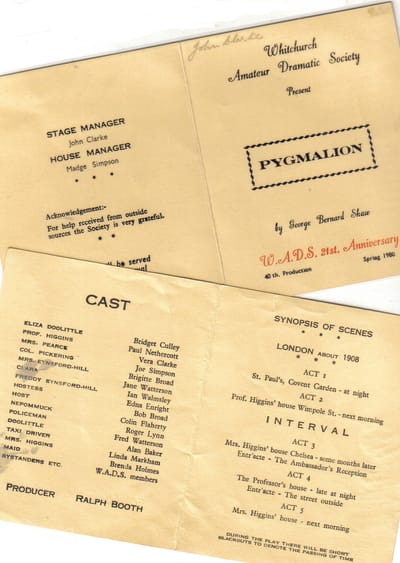 STAGE MANAGER
John Clarke
HOUSE MANAGER
Madge Simpson
Acknowledgement:-
For help received from outside
sources the Society is very grateful.
be served
John Clarke
Whitchurch
Amateur Dramatic Society
Present
PYGMALION
by George Bernard Shaw
W.A.D.S. 21st. Anniversary
40th. Production Spring 1980
CAST
ELIZA DOOLITTLE Bridget Culley
PROF. HIGGINS Paul Nethercott
MRS. PEARCE Vera Clarke
COL. PICKERING Joe Simpson
MRS. EYNSFORD-HILL Brigitte Broad
CLARA Jane Watterson
FREDDY EYNSFORD-HILL Ian Walmsley
HOSTESS Edna Enright
HOST Bob Broad
NEPOMMUCK Colin Flaherty
POLICEMAN Roger Lynn
DOOLITTLE Fred Watterson
TAXI DRIVER Alan Baker
MRS. HIGGINS Linda Markham
MAID Brenda Holmes
BYSTANDERS ETC. W.A.D.S. members
PRODUCER RALPH BOOTH
SYNOPSIS OF SCENES
LONDON ABOUT 1908
ACT 1
St. Paul's, Covent Garden - at night
ACT 2
Prof. Higgins' house Wimpole St. - next morning
INTERVAL
ACT 3
Mrs. Higgins' house Chelsea - some months later
Entr'acte - The Ambassador's Reception
ACT 4
The Professor's house - late at night
Entr'acte - The street outside
ACT 5
Mrs. Higgins' house - next morning
DURING THE PLAY THERE WILL BE SHORT
BLACKOUTS TO DENOTE THE PASSING OF TIME